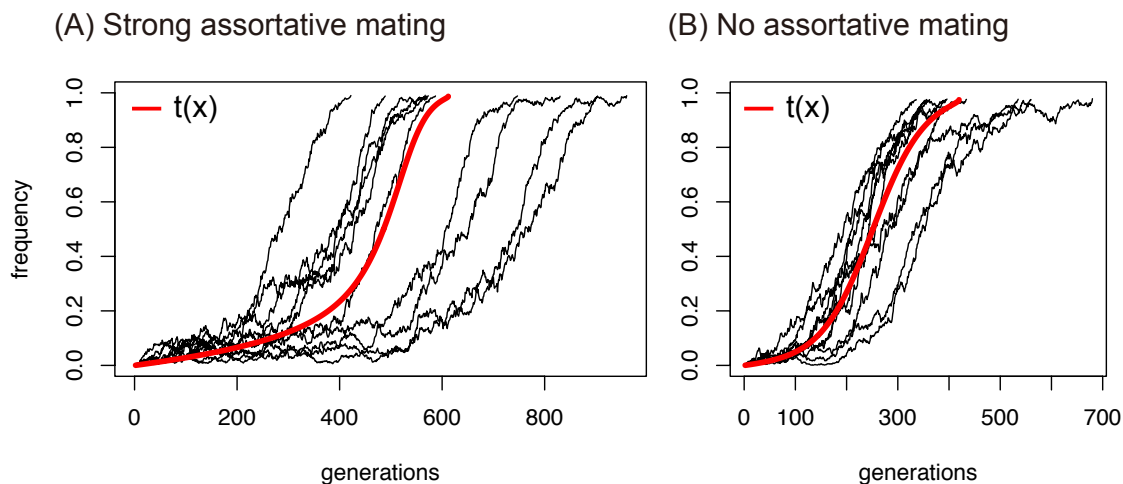 (A) Strong assortative mating
(B) No assortative mating
frequency
1.0
0.8
0.6
0.4
0.2
0.0
t(x)
0 200 400 600 800
generations
1.0
0.8
0.6
0.4
0.2
0.0
t(x)
0 100 300 500 700
generations